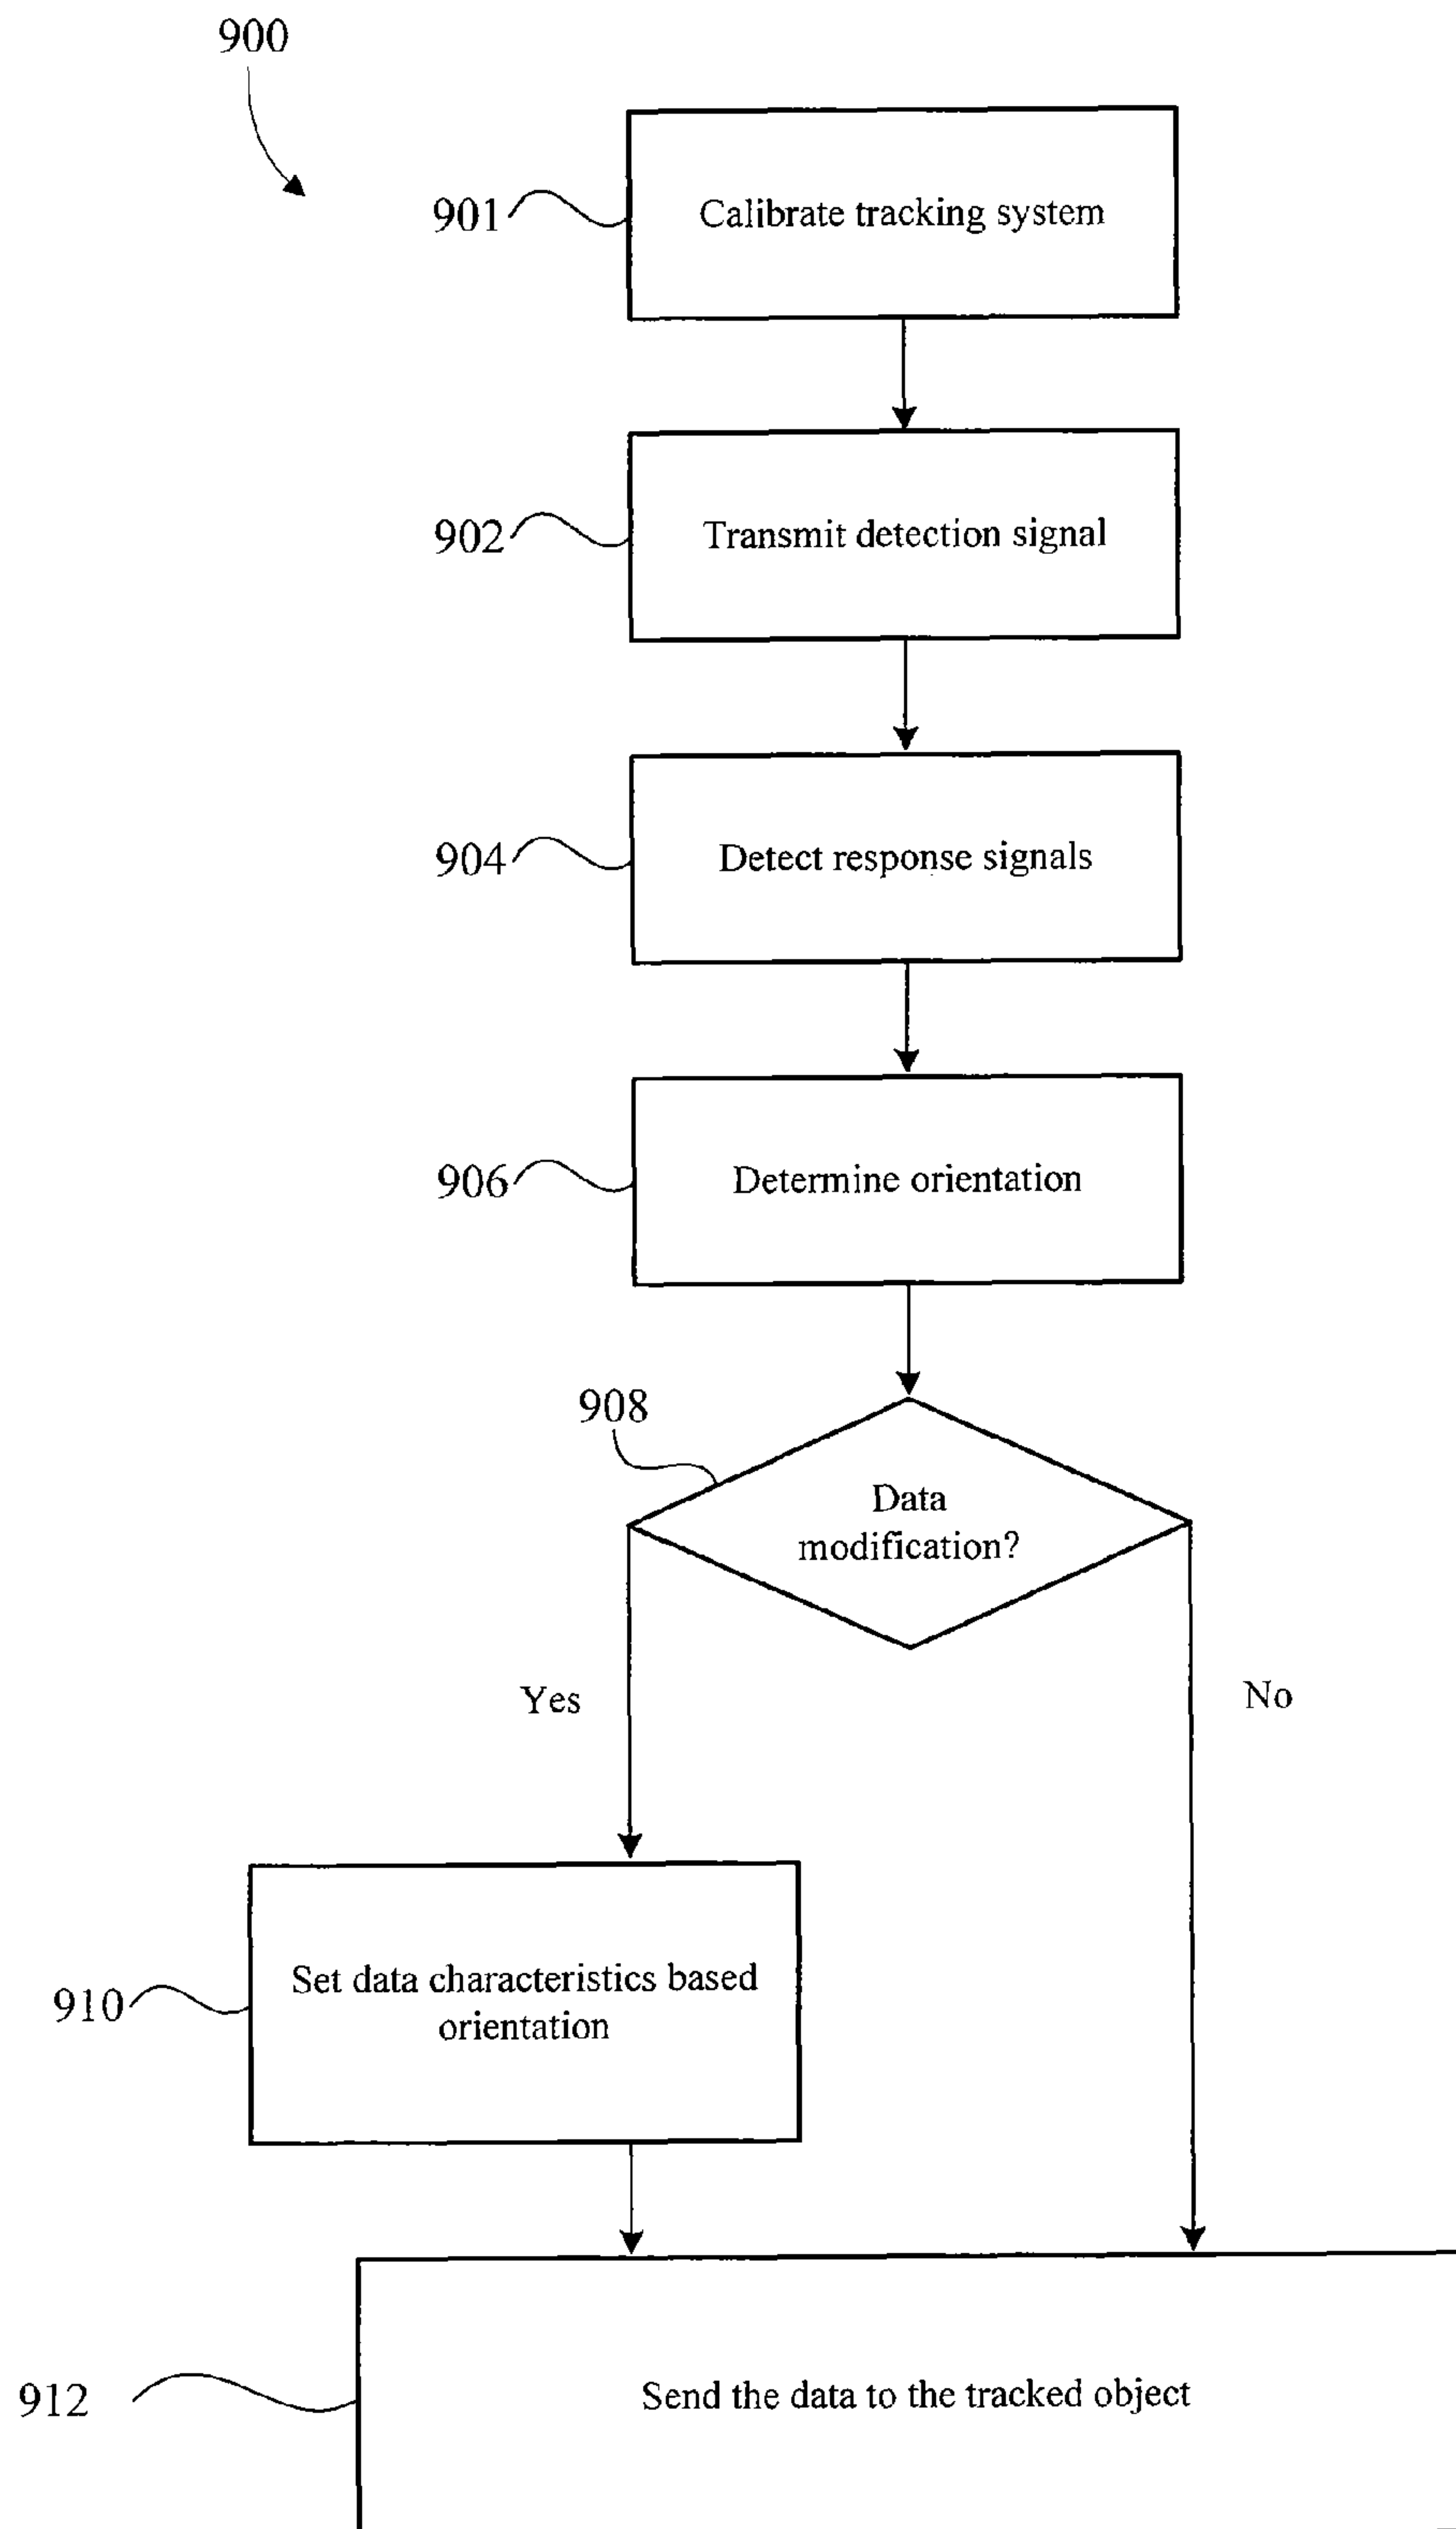 900
901
Calibrate tracking system
902
Transmit detection signal
904
Detect response signals
906
Determine orientation
908
Data
modification?
Yes
No
910
Set data characteristics based
orientation
912
Send the data to the tracked object